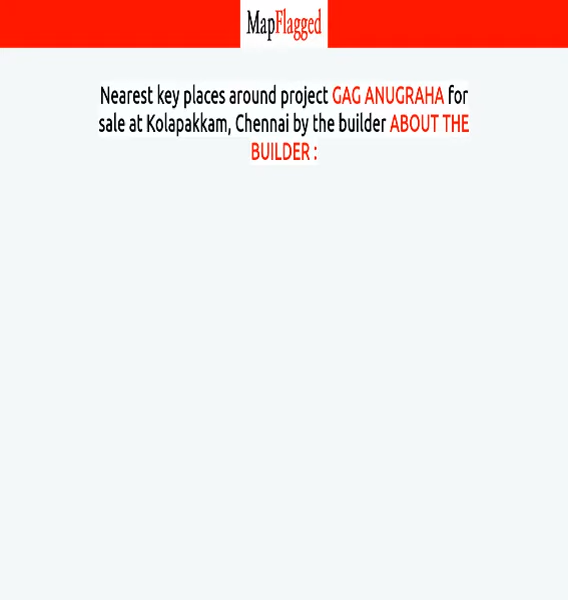 MapFlagged
Nearest key places around project GAG ANUGRAHA for
sale at Kolapakkam, Chennai by the builder ABOUT THE
BUILDER :